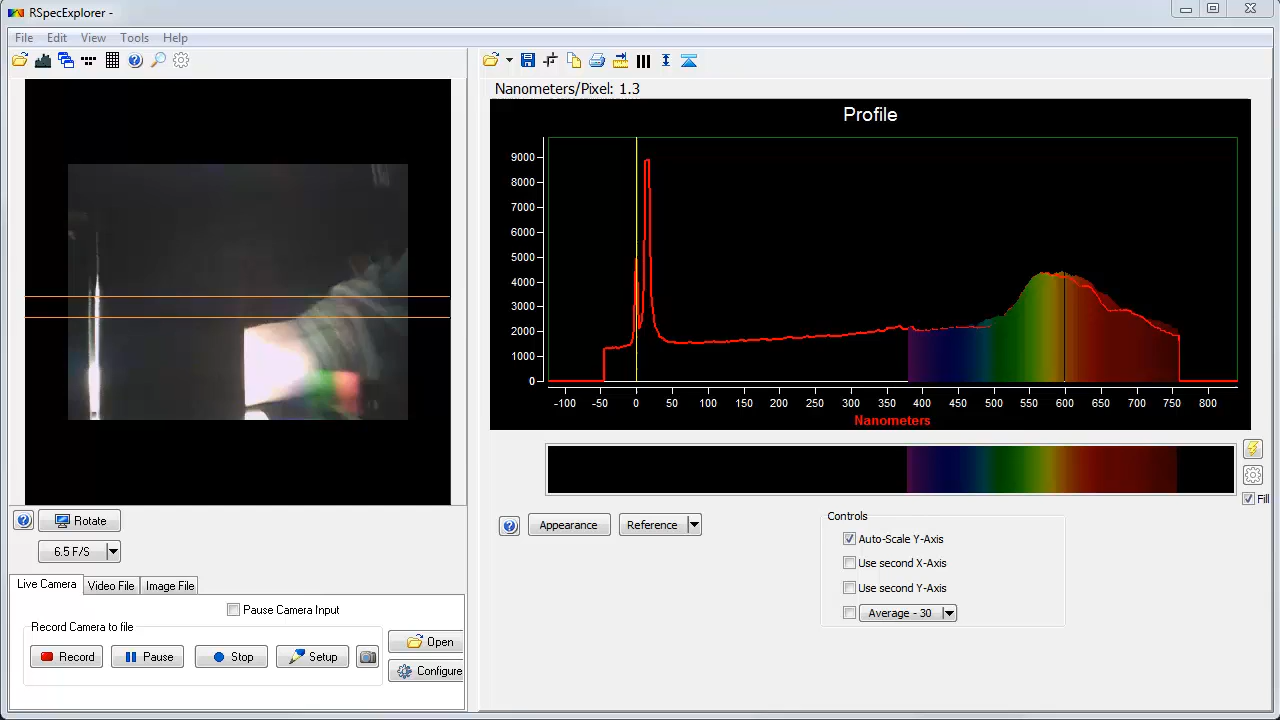 RSpecExplorer -
File Edit View Tools Help
Nanometers/Pixel: 1.3
Profile
9000
8000
7000
6000
5000
4000
3000
2000
1000
0
-100 -50 0 50 100 150 200 250 300 350 400 450 500 550 600 650 700 750 800
Nanometers
Fill
Rotate
Appearance Reference
Controls
Auto-Scale Y-Axis
Use second X-Axis
Use second Y-Axis
Average - 30
6.5 F/S
Live Camera Video File Image File
Pause Camera Input
Record Camera to file
Record Pause Stop Setup
Open
Configure